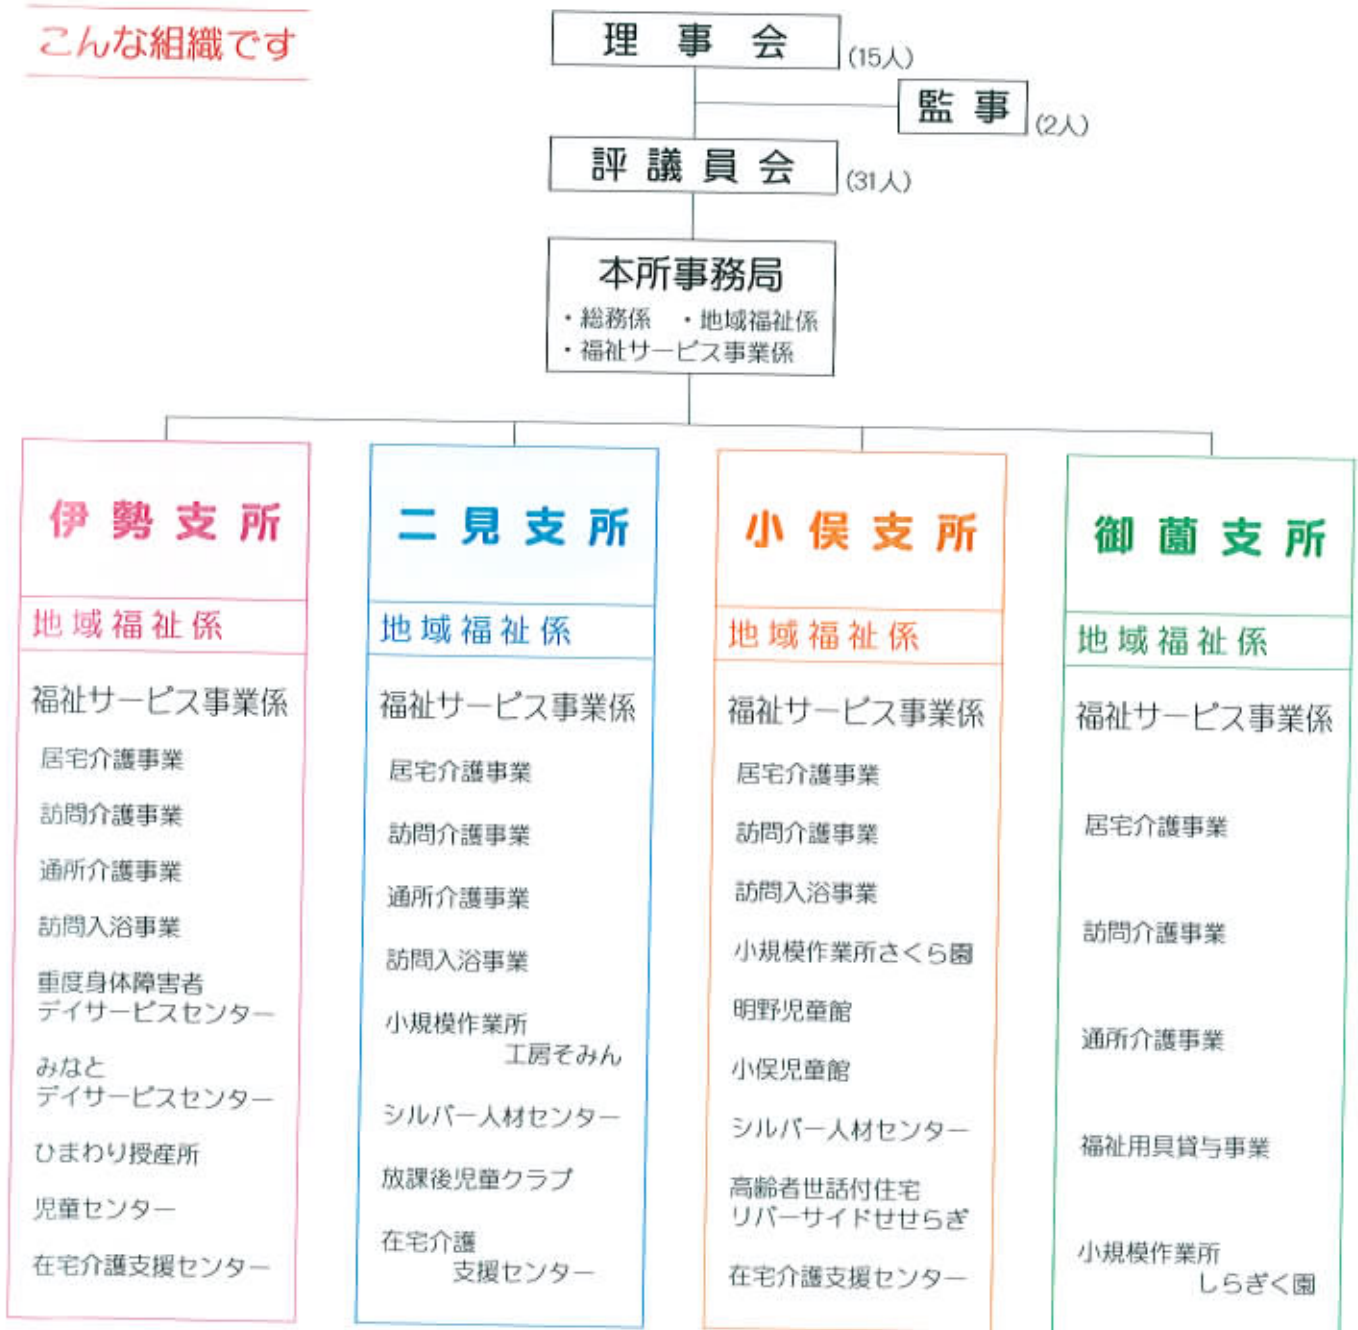 こんな組織です
理事会
(15人)
監事
(2人)
評議員会
(31人)
本所事務局
・総務係 ・地域福祉係
・福祉サービス事業係
伊勢支所
地域福祉係
福祉サービス事業係
居宅介護事業
訪問介護事業
通所介護事業
訪問入浴事業
重度身体障害者
デイサービスセンター
みなと
デイサービスセンター
ひまわり授産所
児童センター
在宅介護支援センター
二見支所
地域福祉係
福祉サービス事業係
居宅介護事業
訪問介護事業
通所介護事業
訪問入浴事業
小規模作業所
工房そみん
シルバー人材センター
放課後児童クラブ
在宅介護
支援センター
小俣支所
地域福祉係
福祉サービス事業係
居宅介護事業
訪問介護事業
訪問入浴事業
小規模作業所さくら園
明野児童館
小俣児童館
シルバー人材センター
高齢者世話付住宅
リバーサイドせせらぎ
在宅介護支援センター
御薗支所
地域福祉係
福祉サービス事業係
居宅介護事業
訪問介護事業
通所介護事業
福祉用具貸与事業
小規模作業所
しらぎく園